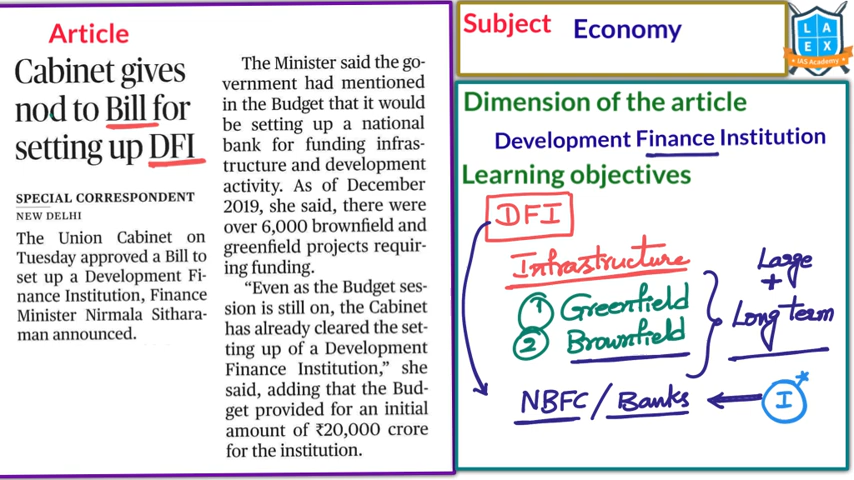 Article
Cabinet gives
nod to Bill for
setting up DFI
SPECIAL CORRESPONDENT
NEW DELHI
The Union Cabinet on
Tuesday approved a Bill to
set up a Development Fi-
nance Institution, Finance
Minister Nirmala Sithara-
man announced.
The Minister said the go-
vernment had mentioned
in the Budget that it would
be setting up a national
bank for funding infras-
tructure and development
activity. As of December
2019, she said, there were
over 6,000 brownfield and
greenfield projects requir-
ing funding.
“Even as the Budget ses-
sion is still on, the Cabinet
has already cleared the set-
ting up of a Development
Finance Institution,” she
said, adding that the Bud-
get provided for an initial
amount of ₹20,000 crore
for the institution.
Subject Economy
L A
E X
IAS Academy
Dimension of the article
Development Finance Institution
Learning objectives
DFI
Infrastructure
1 Greenfield
2 Brownfield
Large
+
Long term
NBFC / Banks
I*